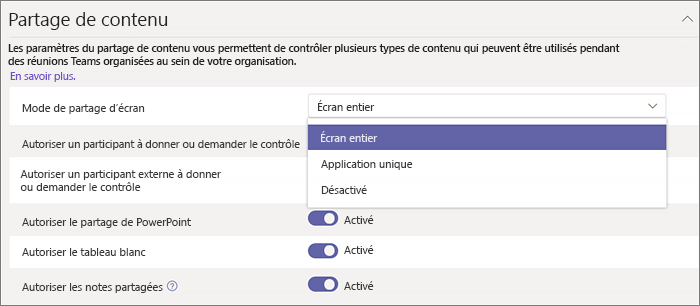 Partage de contenu
Les paramètres du partage de contenu vous permettent de contrôler plusieurs types de contenu qui peuvent être utilisés pendant
des réunions Teams organisées au sein de votre organisation.
En savoir plus.
Mode de partage d'écran
Écran entier
Écran entier
Autoriser un participant à donner ou demander le contrôle
Application unique
Autoriser un participant externe à donner
ou demander le contrôle
Désactivé
Autoriser le partage de PowerPoint
Activé
Autoriser le tableau blanc
Activé
Autoriser les notes partagées ?
Activé